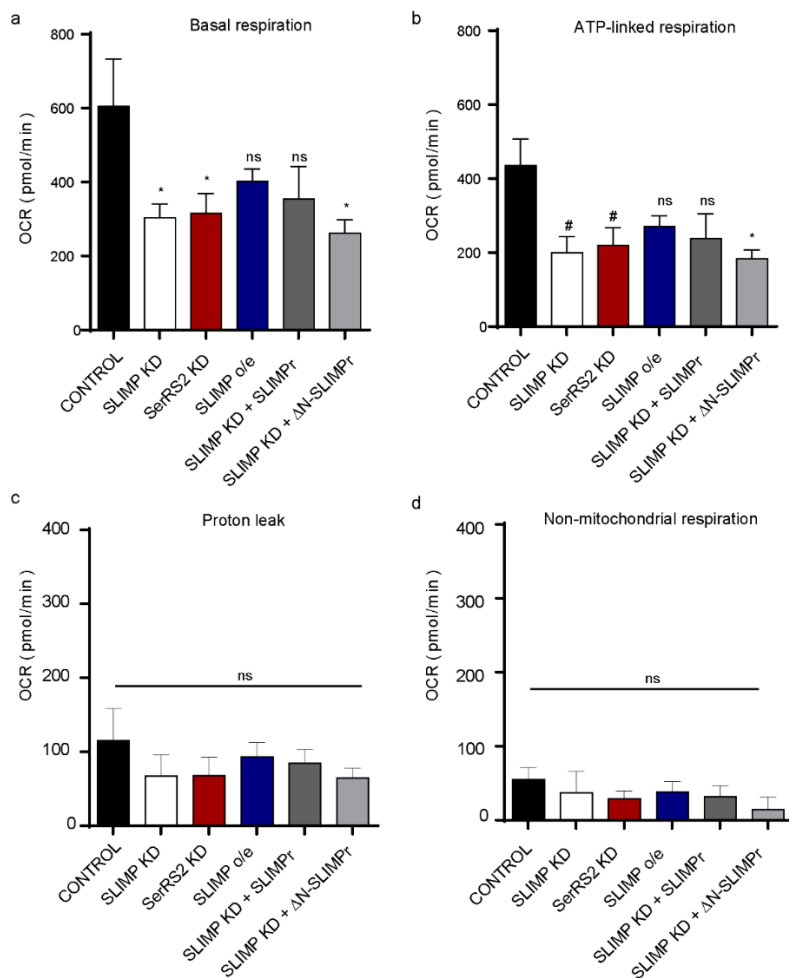 a
Basal respiration
800
600
400
200
0
OCR ( pmol/min )
*
*
ns
ns
*
CONTROL
SLIMP KD
SerRS2 KD
SLIMP o/e
SLIMP KD + SLIMPr
SLIMP KD + ΔN-SLIMPr
b
ATP-linked respiration
800
600
400
200
0
OCR ( pmol/min )
#
#
ns
ns
*
CONTROL
SLIMP KD
SerRS2 KD
SLIMP o/e
SLIMP KD + SLIMPr
SLIMP KD + ΔN-SLIMPr
c
Proton leak
400
300
200
100
0
OCR ( pmol/min )
ns
CONTROL
SLIMP KD
SerRS2 KD
SLIMP o/e
SLIMP KD + SLIMPr
SLIMP KD + ΔN-SLIMPr
d
Non-mitochondrial respiration
400
300
200
100
0
OCR ( pmol/min )
ns
CONTROL
SLIMP KD
SerRS2 KD
SLIMP o/e
SLIMP KD + SLIMPr
SLIMP KD + ΔN-SLIMPr